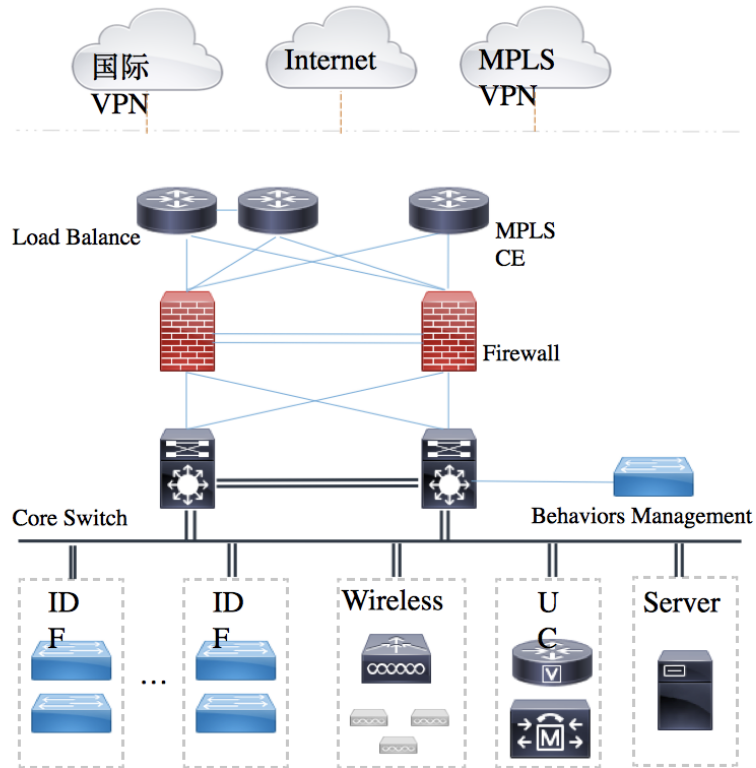 国际
VPN
Internet
MPLS
VPN
Load Balance
MPLS
CE
Firewall
Core Switch
Behaviors Management
ID
F
ID
F
Wireless
U
C
Server
...
V
M